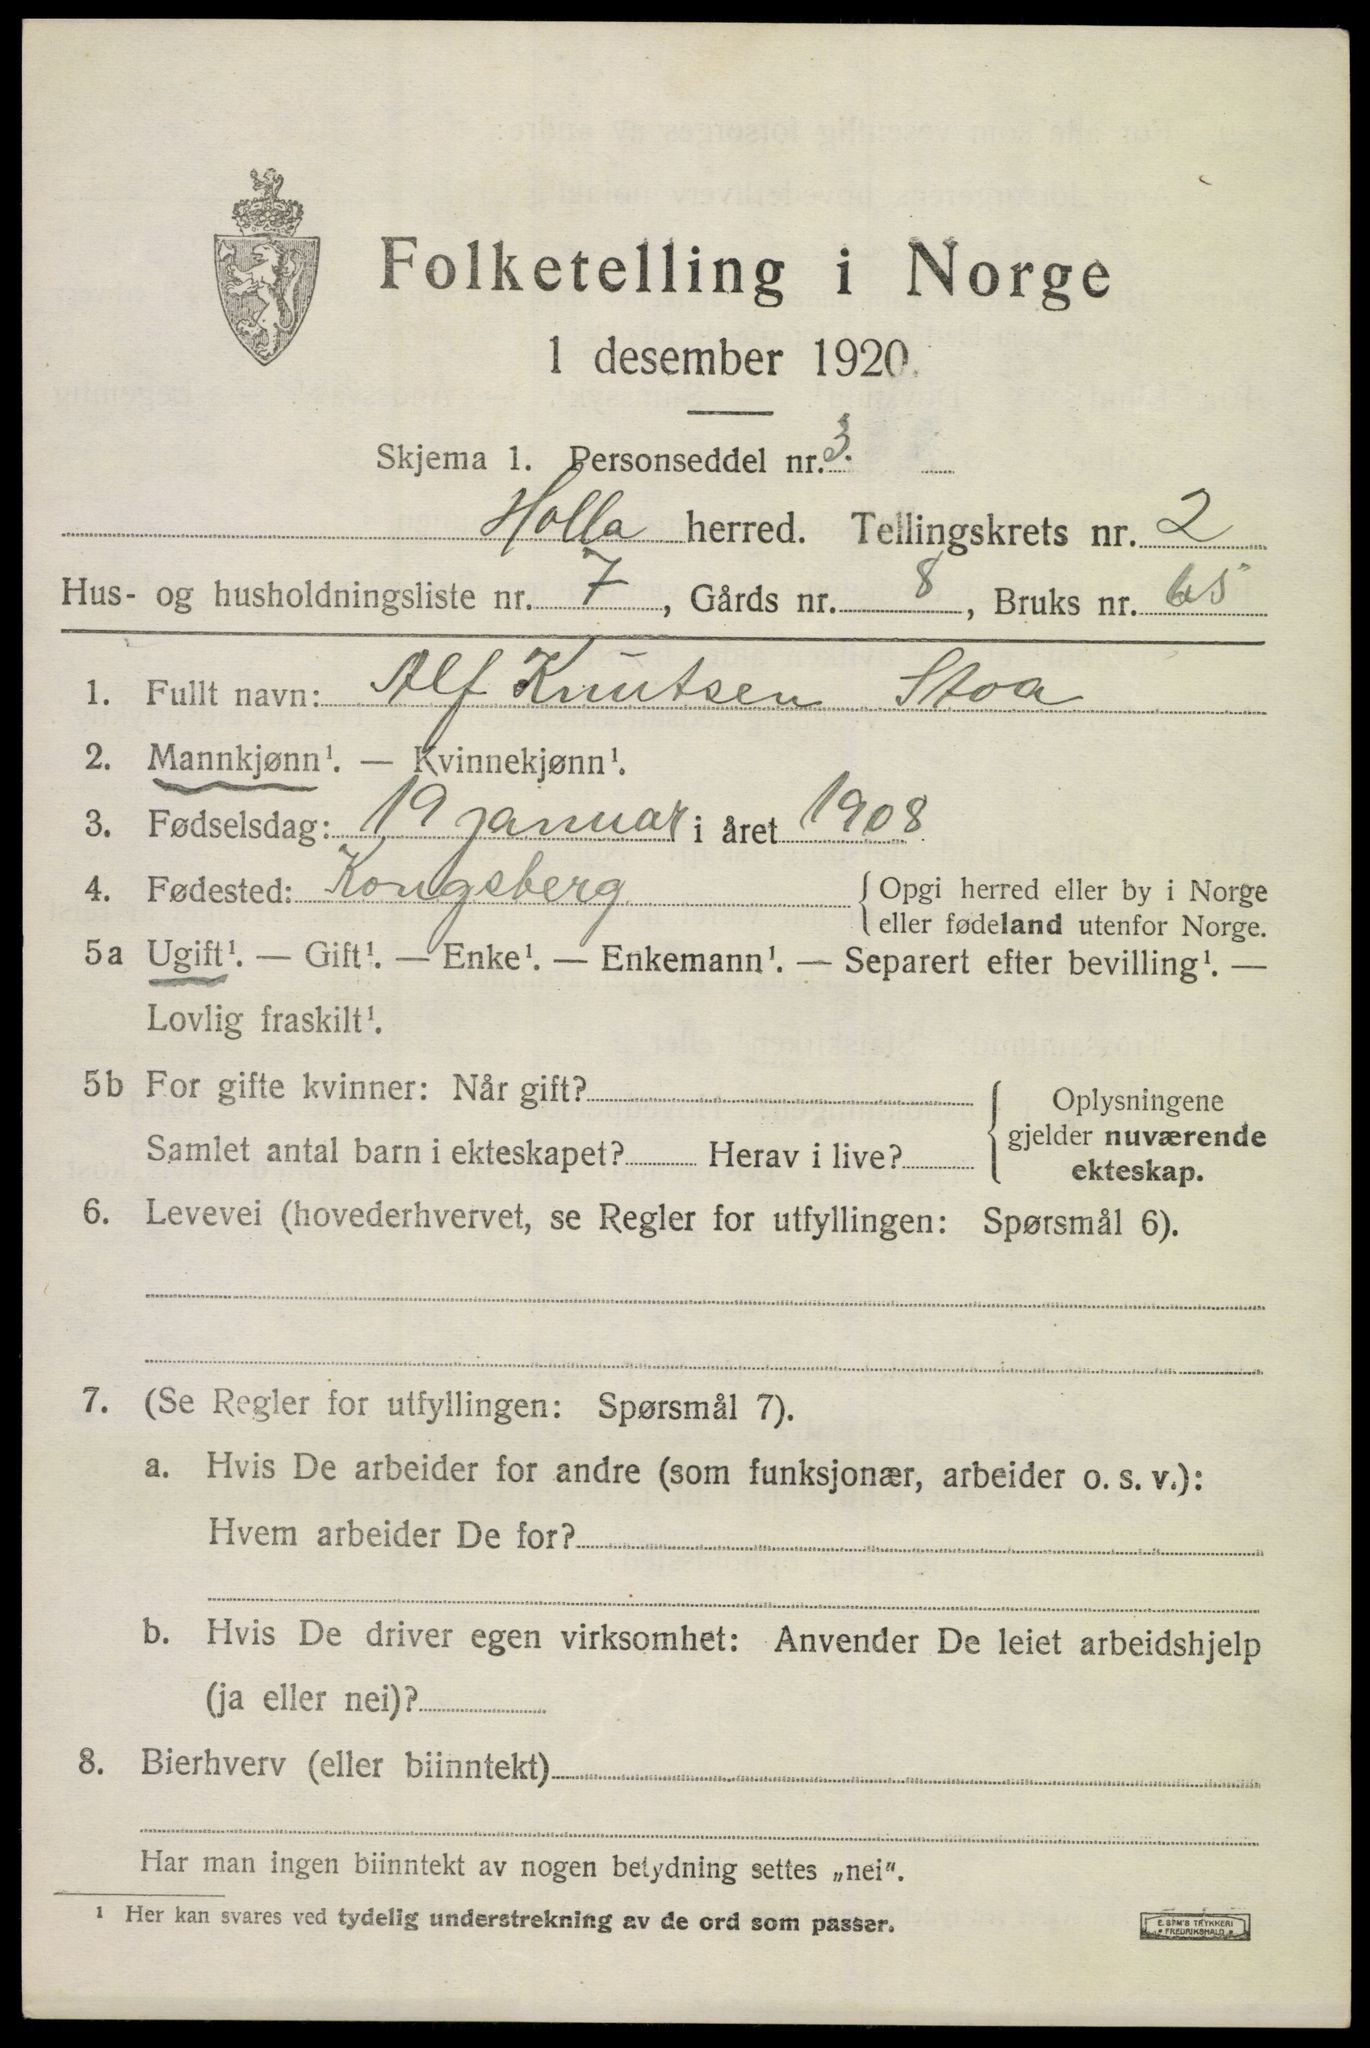 Folketelling i Norge
1 desember 1920.
Skjema 1. Personseddel nr. 3.
Holla herred. Tellingskrets nr. 2
Hus- og husholdningsliste nr. 7, Gårds nr. 8, Bruks nr. 65
1. Fullt navn: Alf Knutsen Stoa
2. Mannkjønn¹. — Kvinnekjønn¹.
3. Fødselsdag: 19 januar i året 1908
4. Fødested: Kongsberg { Opgi herred eller by i Norge
eller fødeland utenfor Norge.
5a Ugift¹. — Gift¹. — Enke¹. — Enkemann¹. — Separert efter bevilling¹. —
Lovlig fraskilt¹.
5b For gifte kvinner: Når gift?
Samlet antal barn i ekteskapet? Herav i live?
Oplysningene
gjelder nuværende
ekteskap.
6. Levevei (hovederhvervet, se Regler for utfyllingen: Spørsmål 6).
7. (Se Regler for utfyllingen: Spørsmål 7).
a. Hvis De arbeider for andre (som funksjonær, arbeider o. s. v.):
Hvem arbeider De for?
b. Hvis De driver egen virksomhet: Anvender De leiet arbeidshjelp
(ja eller nei)?
8. Bierhverv (eller biinntekt)
Har man ingen biinntekt av nogen betydning settes „nei“.
¹ Her kan svares ved tydelig understrekning av de ord som passer.
E. SEM'S TRYKKERI
FREDRIKSHALD